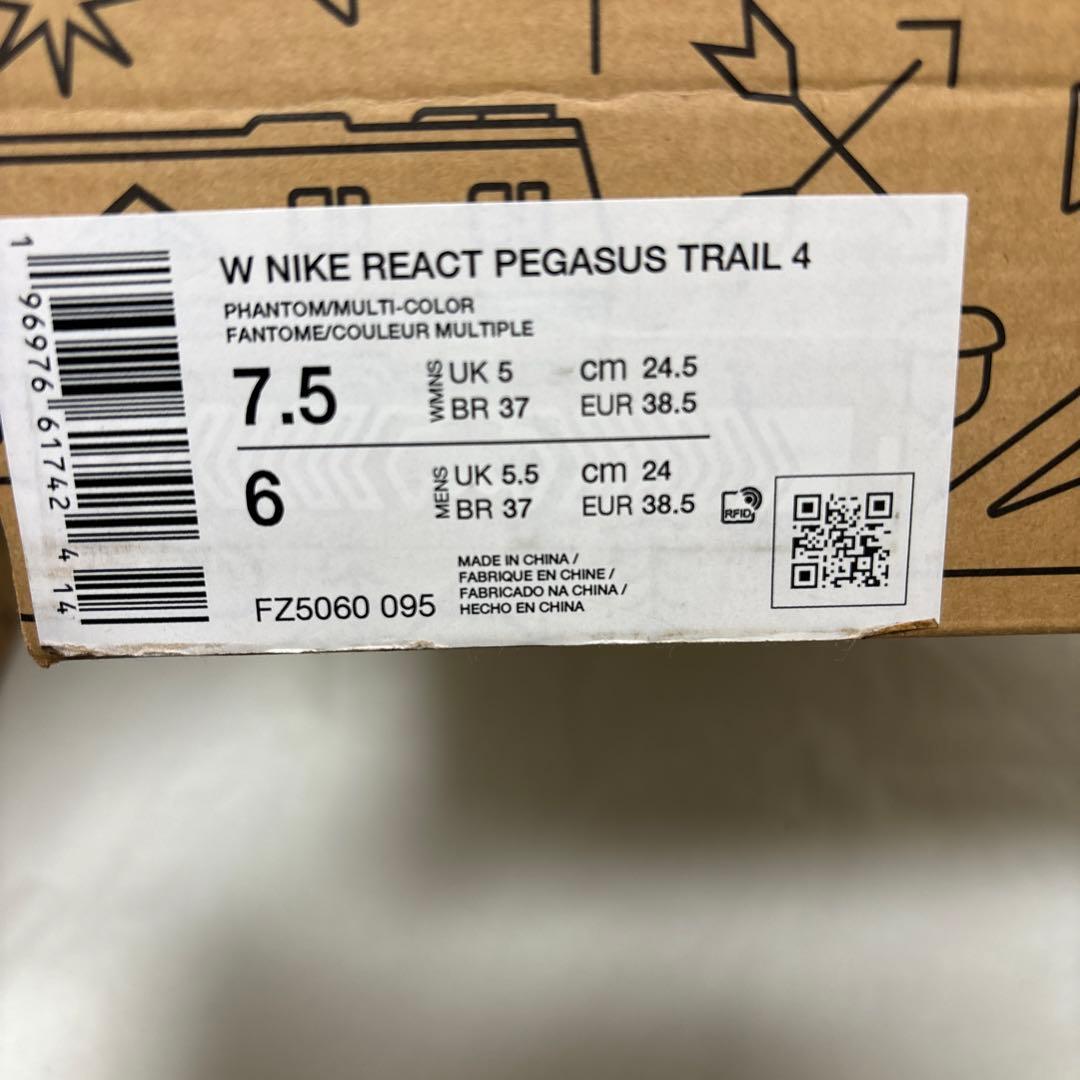 W NIKE REACT PEGASUS TRAIL 4
PHANTOM/MULTI-COLOR
FANTOME/COULEUR MULTIPLE
7.5 WMNS UK 5 cm 24.5
BR 37 EUR 38.5
6 MENS UK 5.5 cm 24
BR 37 EUR 38.5
RFID
MADE IN CHINA /
FABRIQUE EN CHINE /
FABRICADO NA CHINA /
HECHO EN CHINA
FZ5060 095
1 96976 61742 4 14